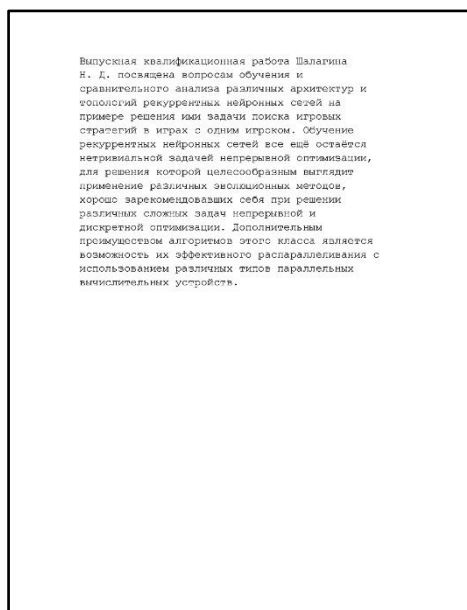 Выпускная квалификационная работа Шалагина
Н. Д. посвящена вопросам обучения и
сравнительного анализа различных архитектур и
топологий рекуррентных нейронных сетей на
примере решения ими задачи поиска игровых
стратегий в играх с одним игроком. Обучение
рекуррентных нейронных сетей все ещё остаётся
нетривиальной задачей непрерывной оптимизации,
для решения которой целесообразным выглядит
применение различных эволюционных методов,
хорошо зарекомендовавших себя при решении
различных сложных задач непрерывной и
дискретной оптимизации. Дополнительным
преимуществом алгоритмов этого класса является
возможность их эффективного распараллеливания с
использованием различных типов параллельных
вычислительных устройств.